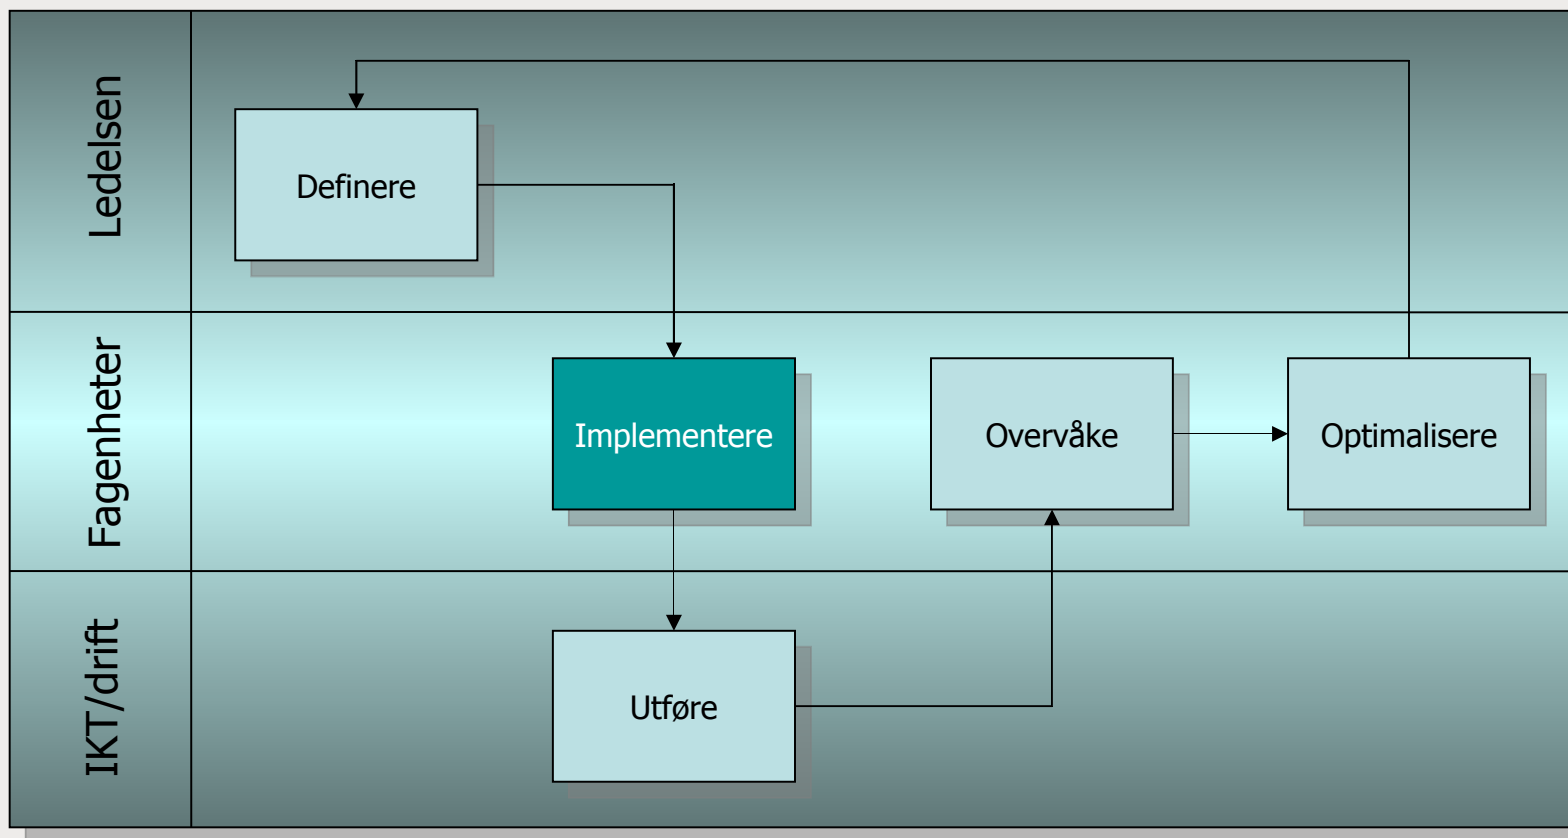 Ledelsen
Definere
Fagenheter
Implementere
Overvåke
Optimalisere
IKT/drift
Utføre